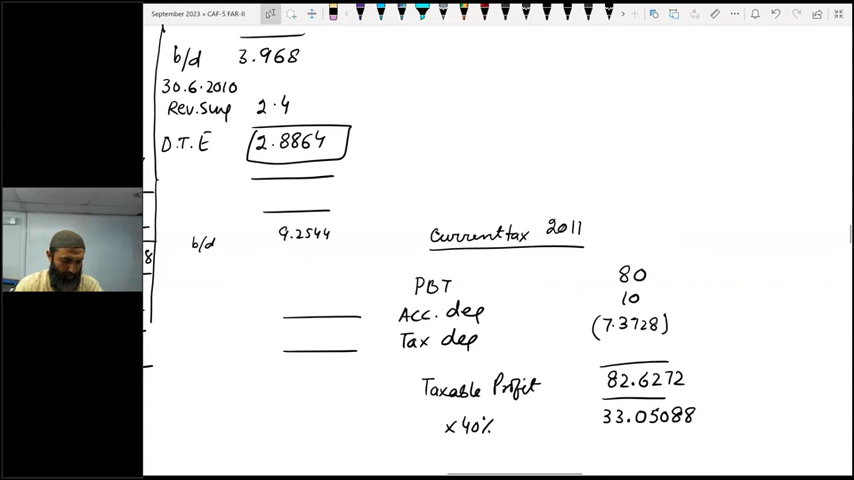 September 2023 » CAF-5 FAR-II
b/d 3.968
30.6.2010
Rev. Surp 2.4
D.T.E 2.8864
b/d 9.2544
8
Current tax 2011
PBT 80
Acc. dep 10
Tax dep (7.3728)
Taxable Profit 82.6272
x 40% 33.05088